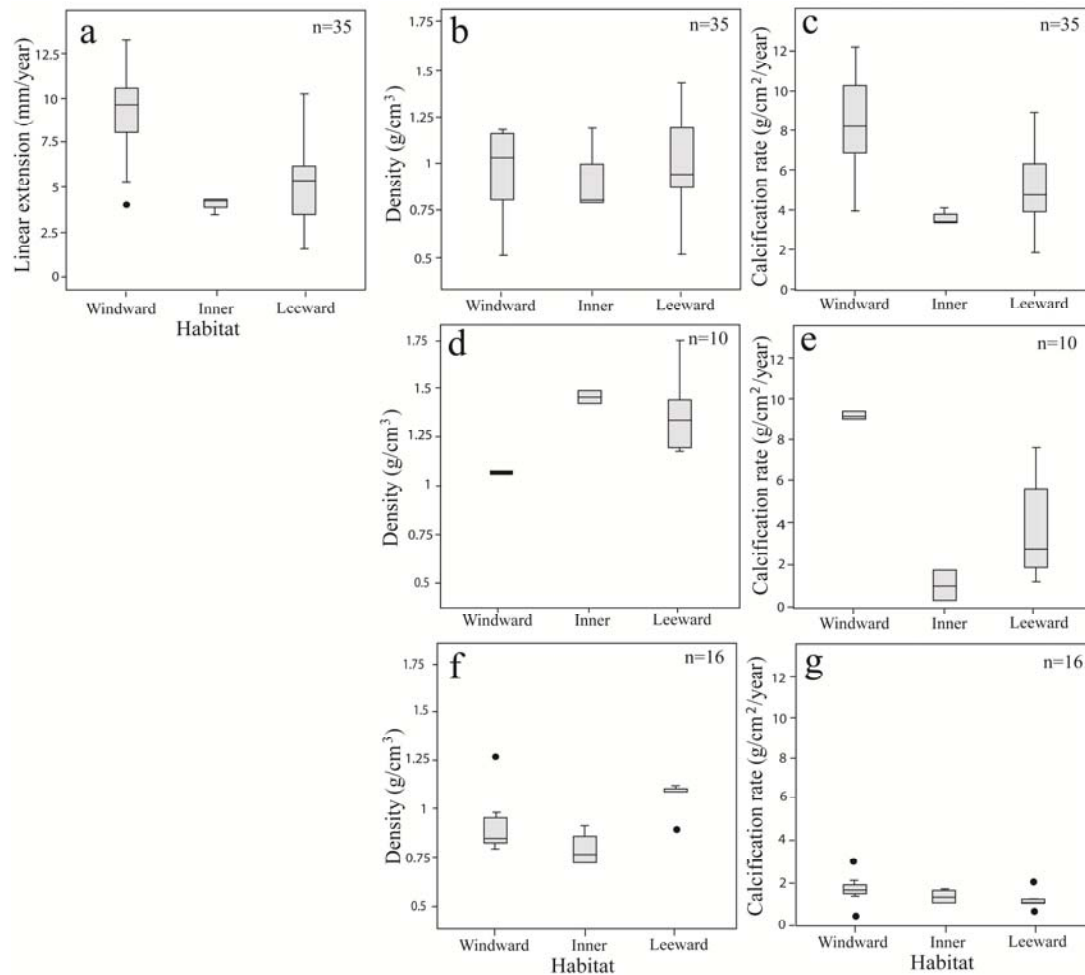 a
n=35
Linear extension (mm/year)
12.5
10
7.5
5
2.5
0
Windward Inner Leeward
Habitat
b
n=35
Density (g/cm³)
1.75
1.5
1.25
1
0.75
0.5
Windward Inner Leeward
c
n=35
Calcification rate (g/cm²/year)
12
10
8
6
4
2
0
Windward Inner Leeward
d
n=10
Density (g/cm³)
1.75
1.5
1.25
1
0.75
0.5
Windward Inner Leeward
e
n=10
Calcification rate (g/cm²/year)
12
10
8
6
4
2
0
Windward Inner Leeward
f
n=16
Density (g/cm³)
1.75
1.5
1.25
1
0.75
0.5
Windward Inner Leeward
Habitat
g
n=16
Calcification rate (g/cm²/year)
12
10
8
6
4
2
0
Windward Inner Leeward
Habitat